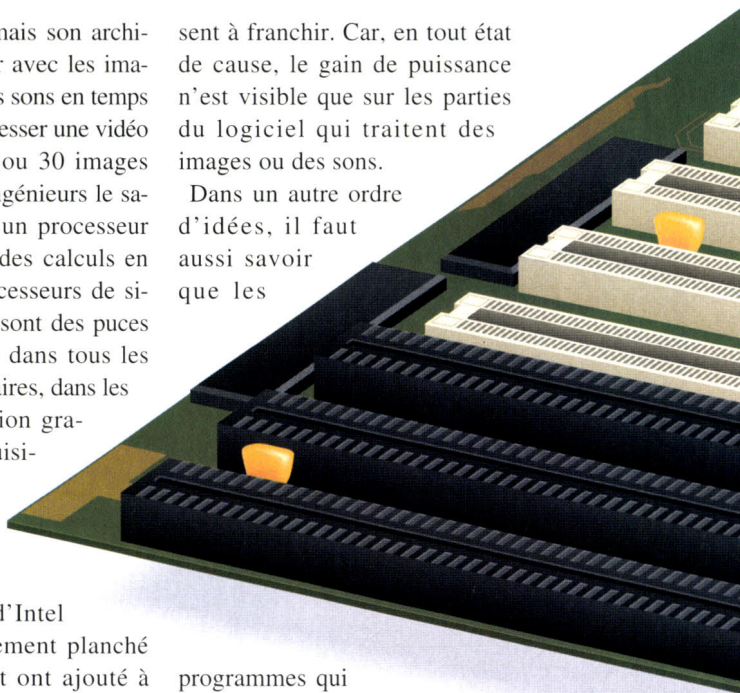 mais son archi-
r avec les ima-
s sons en temps
esser une vidéo
ou 30 images
ngénieurs le sa-
un processeur
des calculs en
cesseurs de si-
sont des puces
dans tous les
aires, dans les
ion gra-
uisi-
d'Intel
ement planché
t ont ajouté à
sent à franchir. Car, en tout état
de cause, le gain de puissance
n'est visible que sur les parties
du logiciel qui traitent des
images ou des sons.
Dans un autre ordre
d'idées, il faut
aussi savoir
que les
programmes qui